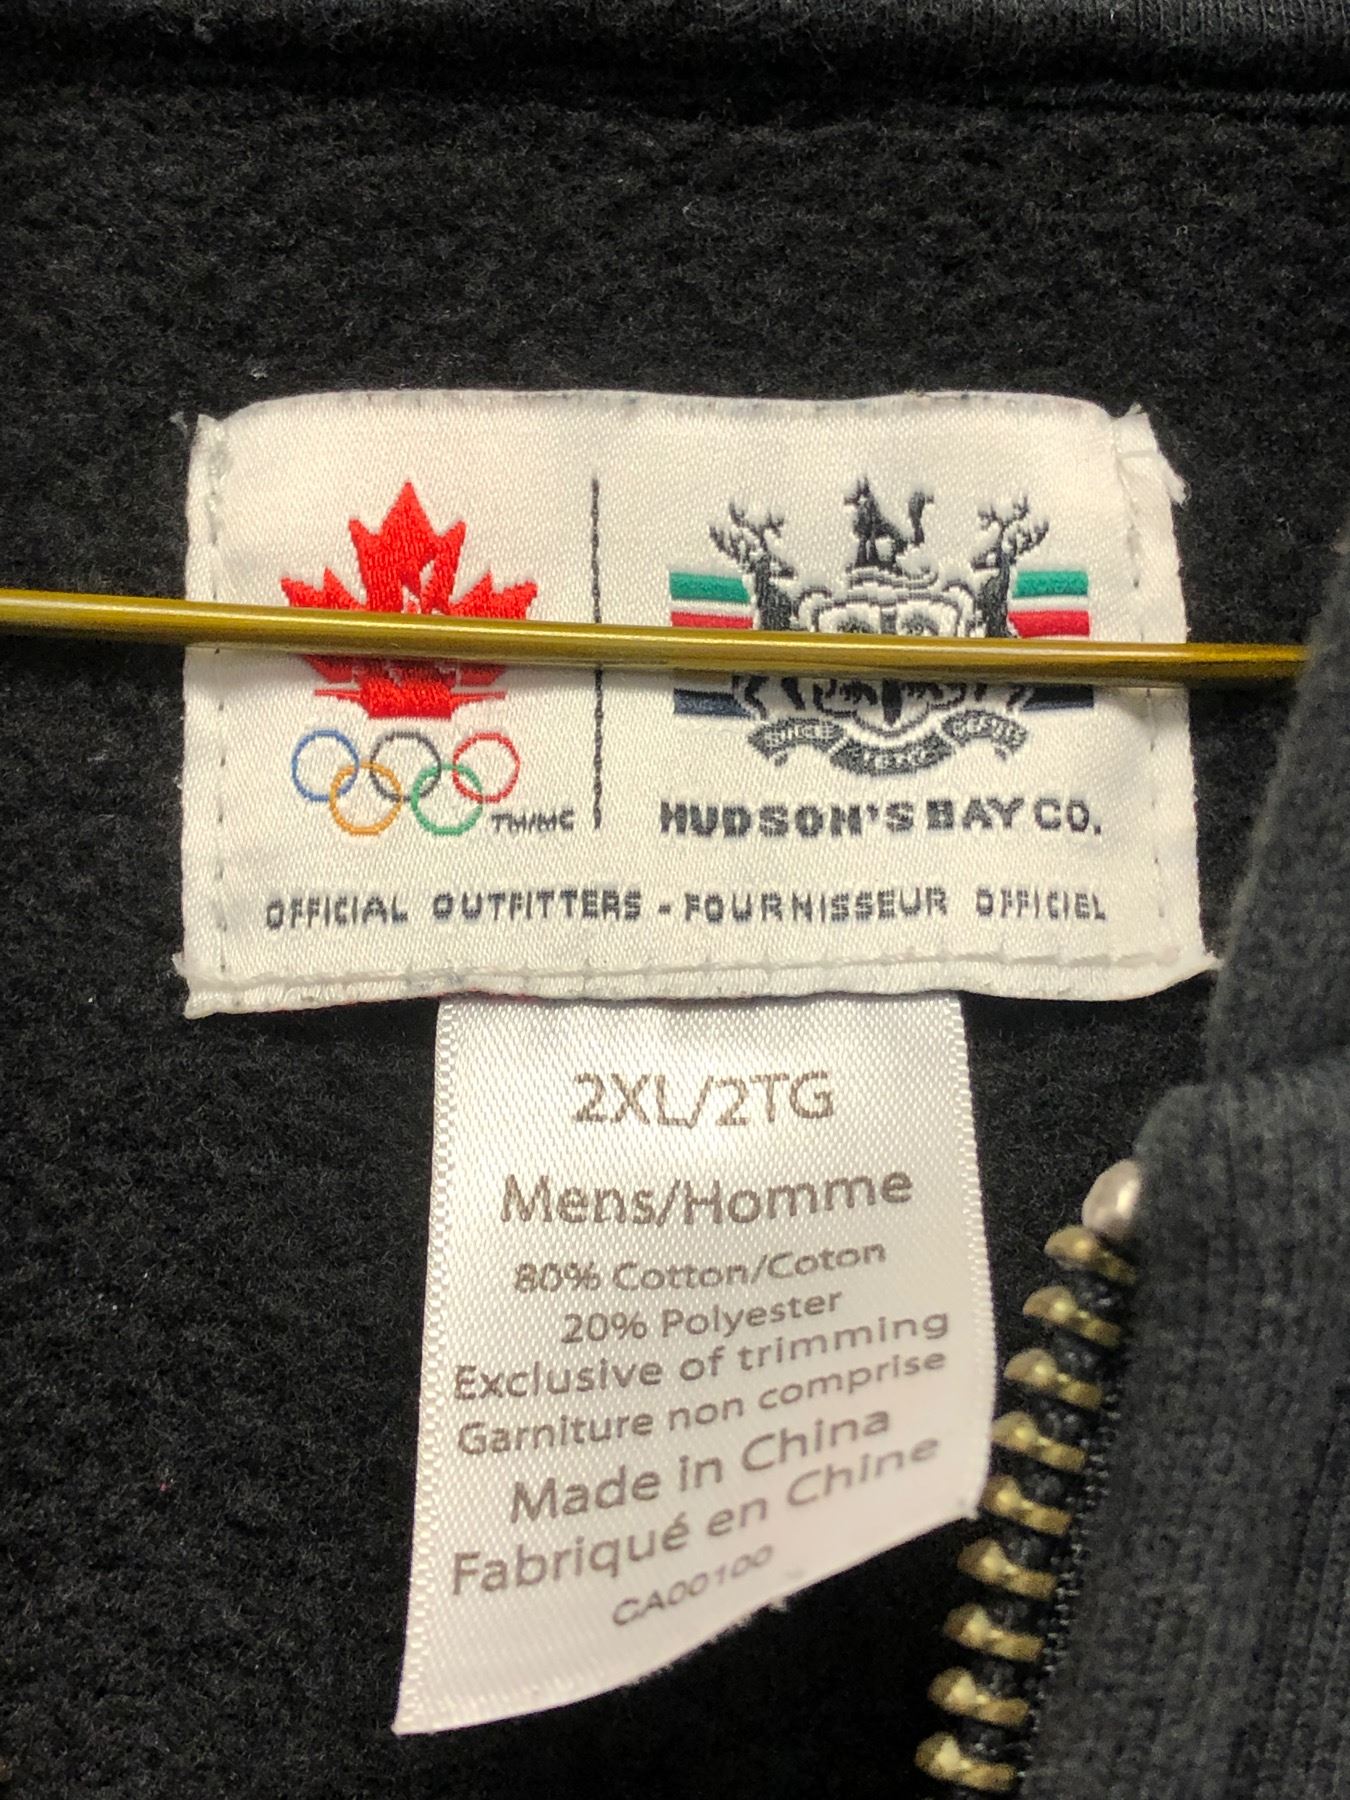 TM/MC
HUDSON'S BAY CO.
OFFICIAL OUTFITTERS - FOURNISSEUR OFFICIEL
2XL/2TG
Mens/Homme
80% Cotton/Coton
20% Polyester
Exclusive of trimming
Garniture non comprise
Made in China
Fabriqué en Chine
CA00100